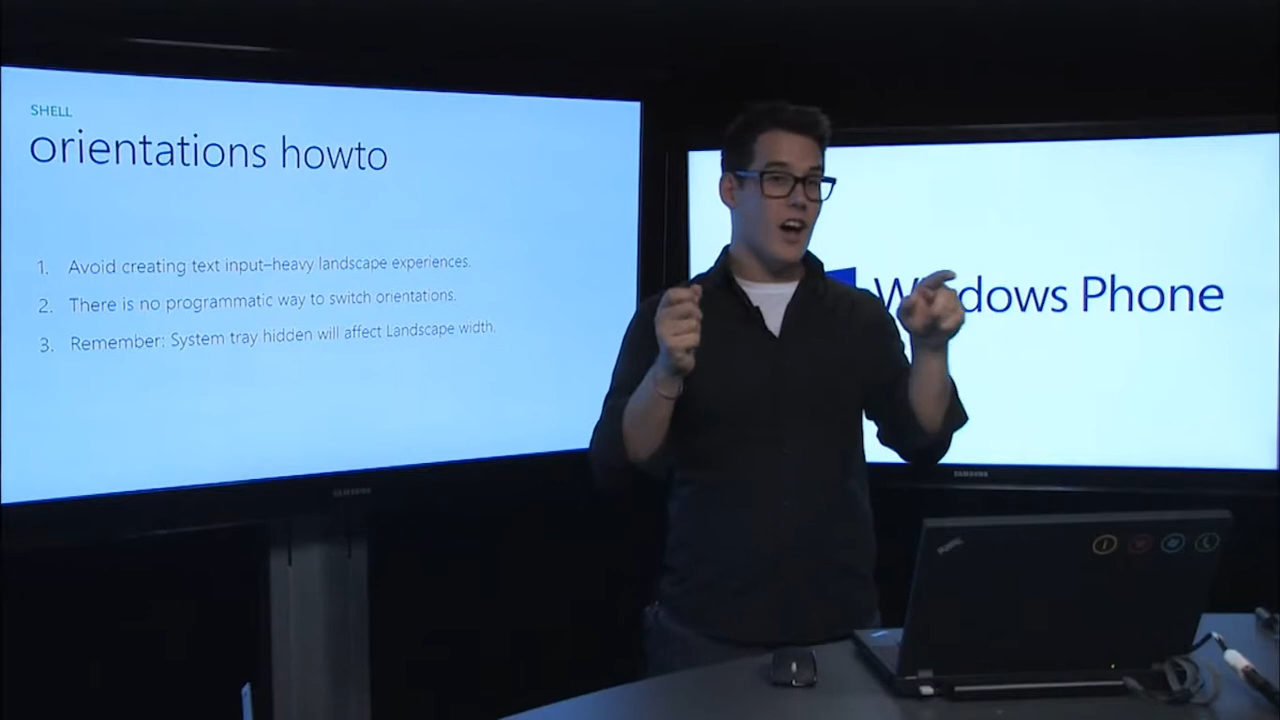 SHELL
orientations howto
1. Avoid creating text input–heavy landscape experiences.
2. There is no programmatic way to switch orientations.
3. Remember: System tray hidden will affect Landscape width.
Windows Phone
SAMSUNG
SAMSUNG